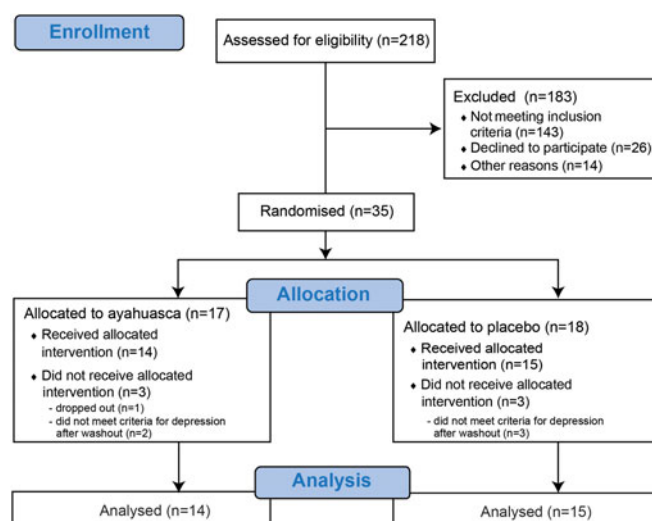 Enrollment
Assessed for eligibility (n=218)
Excluded (n=183)
♦ Not meeting inclusion
criteria (n=143)
♦ Declined to participate (n=26)
♦ Other reasons (n=14)
Randomised (n=35)
Allocation
Allocated to ayahuasca (n=17)
♦ Received allocated
intervention (n=14)
♦ Did not receive allocated
intervention (n=3)
- dropped out (n=1)
- did not meet criteria for depression
after washout (n=2)
Allocated to placebo (n=18)
♦ Received allocated
intervention (n=15)
♦ Did not receive allocated
intervention (n=3)
- did not meet criteria for depression
after washout (n=3)
Analysis
Analysed (n=14)
Analysed (n=15)